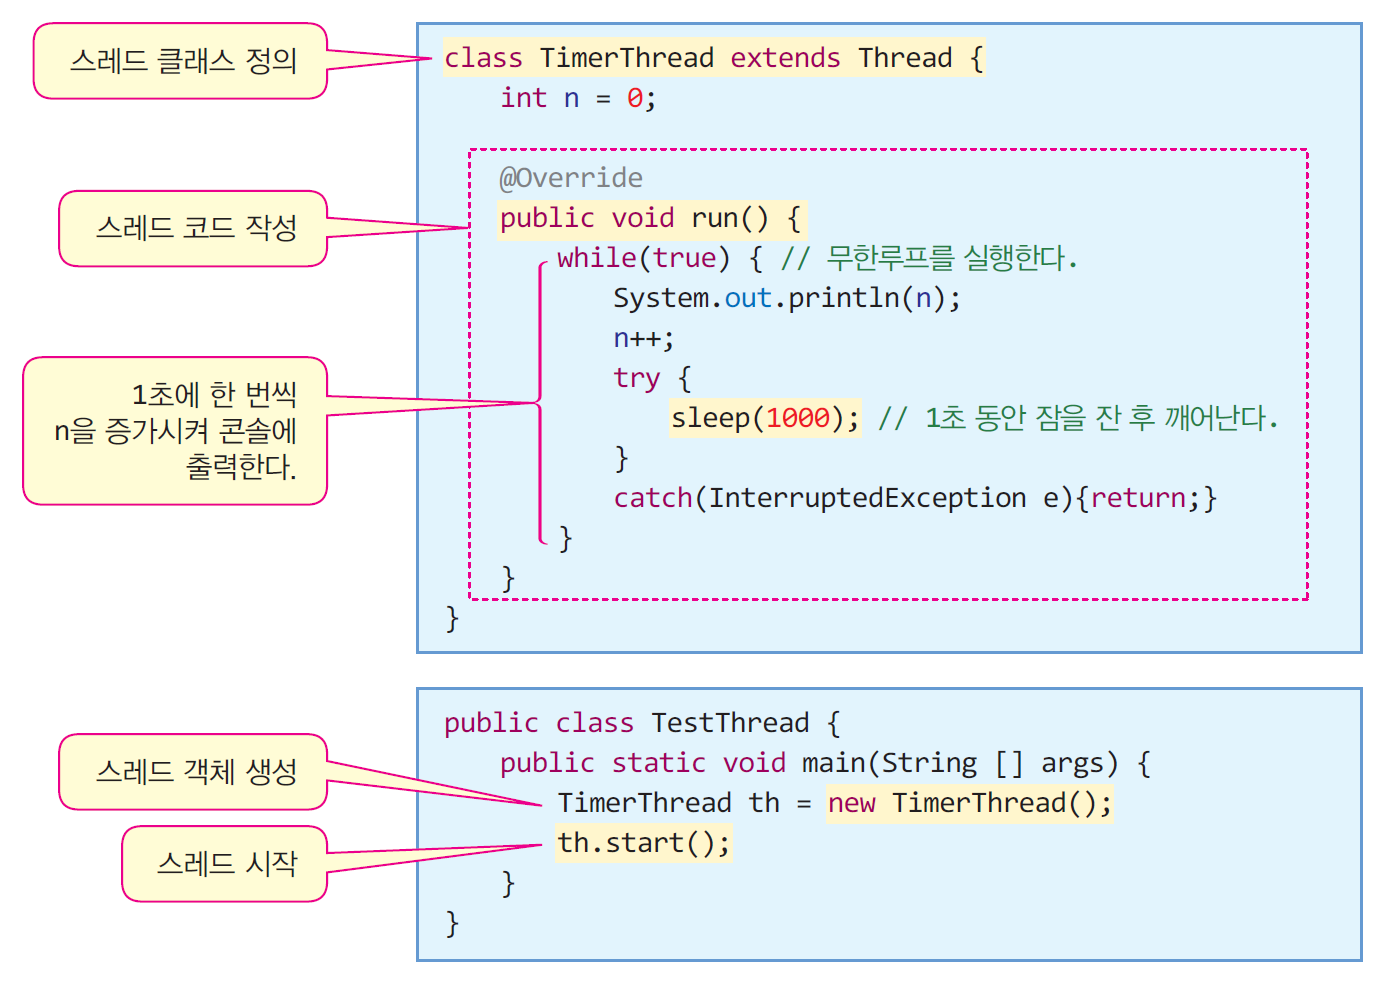 스레드 클래스 정의
class TimerThread extends Thread {
int n = 0;
@Override
스레드 코드 작성
public void run() {
while(true) { // 무한루프를 실행한다.
System.out.println(n);
n++;
try {
1초에 한 번씩
n을 증가시켜 콘솔에
출력한다.
sleep(1000); // 1초 동안 잠을 잔 후 깨어난다.
}
catch(InterruptedException e){return;}
}
}
}
public class TestThread {
public static void main(String [] args) {
스레드 객체 생성
TimerThread th = new TimerThread();
스레드 시작
th.start();
}
}